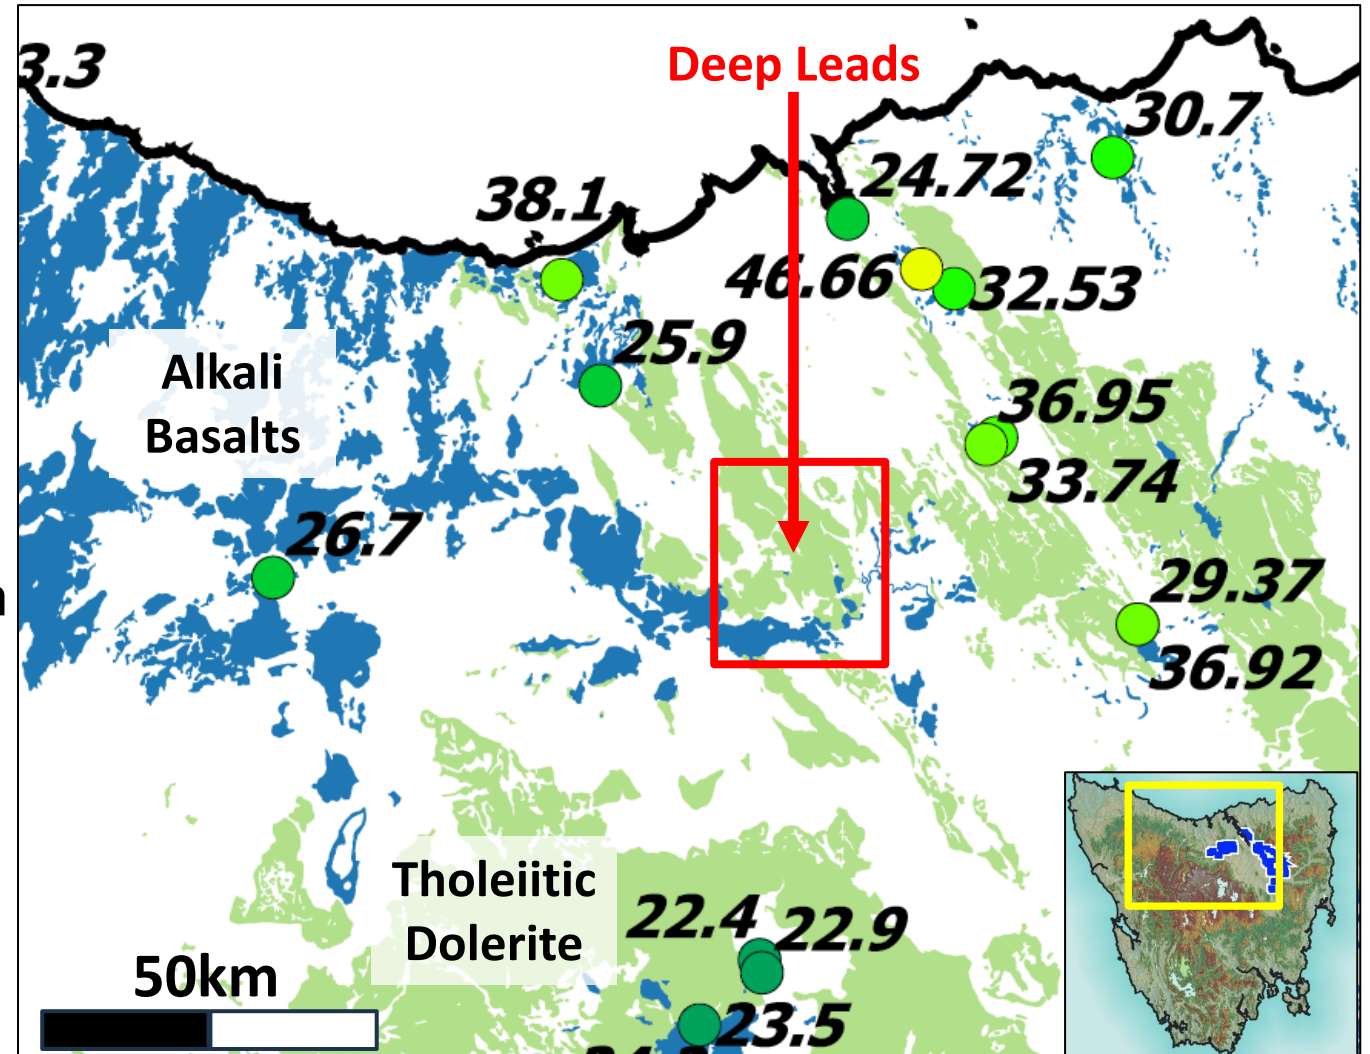 3.3
Deep Leads
30.7
24.72
38.1
46.66
32.53
25.9
Alkali
Basalts
36.95
33.74
26.7
29.37
36.92
Tholeiitic
Dolerite
22.4
22.9
50km
23.5